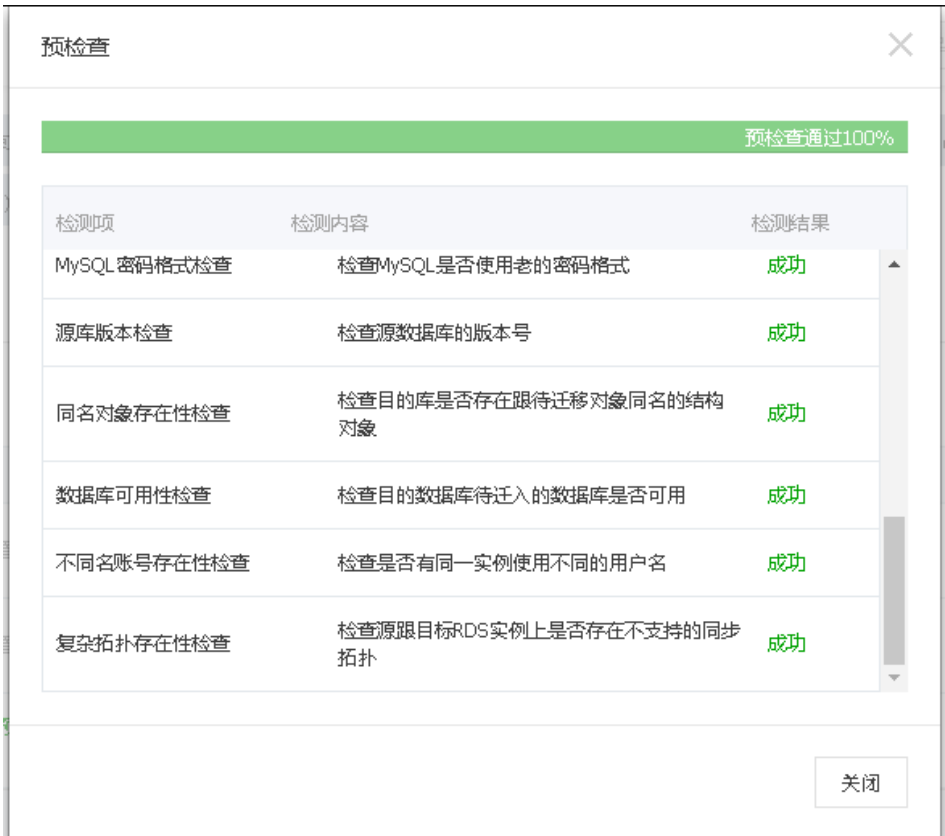 预检查
预检查通过100%
检测项 检测内容 检测结果
MySQL密码格式检查 检查MySQL是否使用老的密码格式 成功
源库版本检查 检查源数据库的版本号 成功
同名对象存在性检查 检查目的库是否存在跟待迁移对象同名的结构
对象 成功
数据库可用性检查 检查目的数据库待迁入的数据库是否可用 成功
不同名账号存在性检查 检查是否有同一实例使用不同的用户名 成功
复杂拓扑存在性检查 检查源跟目标RDS实例上是否存在不支持的同步
拓扑 成功
关闭